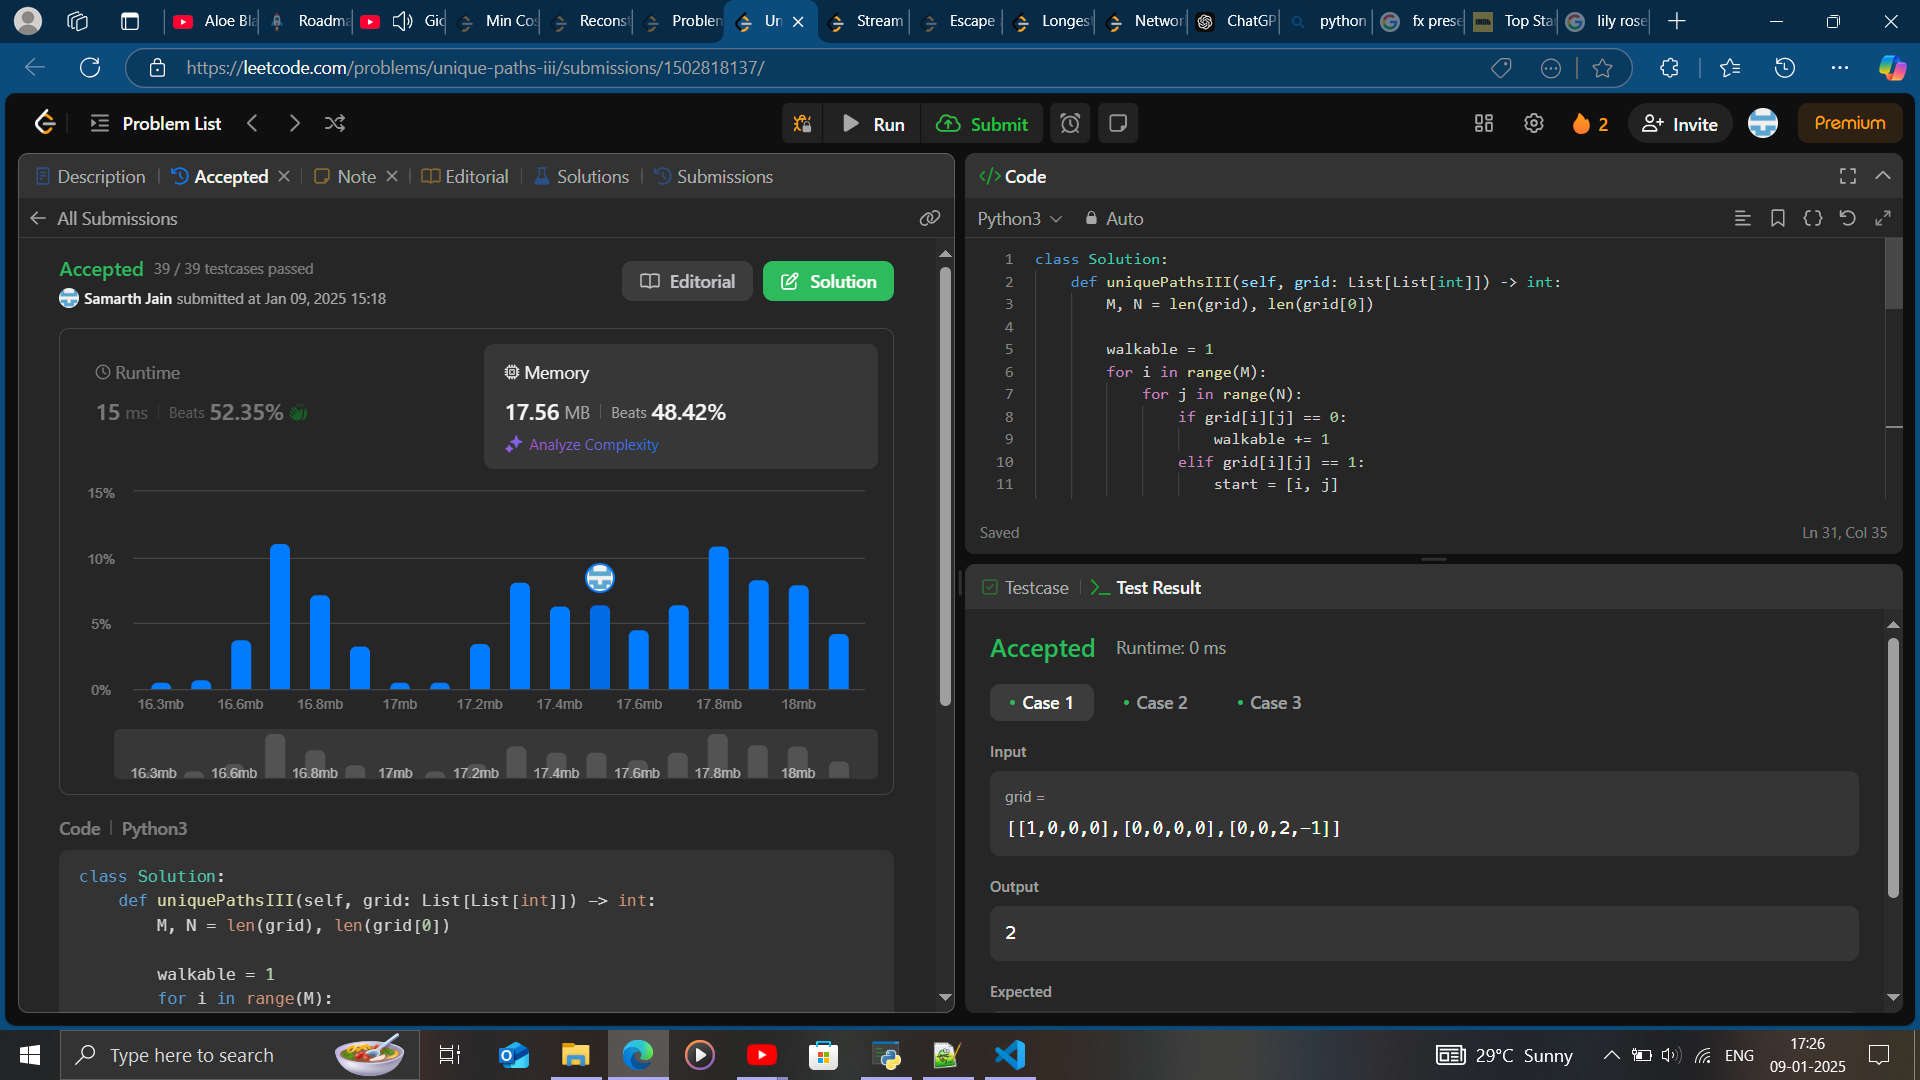 Aloe Bla
Roadma
Gio
Min Cos
Reconst
Problem
Un
Stream
Escape
Longest
Networ
ChatGP
python
fx prese
Top Sta
lily rose
https://leetcode.com/problems/unique-paths-iii/submissions/1502818137/
Problem List
Run
Submit
2
Invite
Premium
Description
Accepted
Note
Editorial
Solutions
Submissions
All Submissions
Accepted 39 / 39 testcases passed
Samarth Jain submitted at Jan 09, 2025 15:18
Editorial
Solution
Runtime
15 ms Beats 52.35%
Memory
17.56 MB Beats 48.42%
Analyze Complexity
15%
10%
5%
0%
16.3mb 16.6mb 16.8mb 17mb 17.2mb 17.4mb 17.6mb 17.8mb 18mb
16.3mb 16.6mb 16.8mb 17mb 17.2mb 17.4mb 17.6mb 17.8mb 18mb
Code Python3
class Solution:
def uniquePathsIII(self, grid: List[List[int]]) -> int:
M, N = len(grid), len(grid[0])
walkable = 1
for i in range(M):
Code
Python3 Auto
1 class Solution:
2 def uniquePathsIII(self, grid: List[List[int]]) -> int:
3 M, N = len(grid), len(grid[0])
4
5 walkable = 1
6 for i in range(M):
7 for j in range(N):
8 if grid[i][j] == 0:
9 walkable += 1
10 elif grid[i][j] == 1:
11 start = [i, j]
Saved
Ln 31, Col 35
Testcase
Test Result
Accepted Runtime: 0 ms
Case 1 Case 2 Case 3
Input
grid =
[[1,0,0,0],[0,0,0,0],[0,0,2,-1]]
Output
2
Expected
Type here to search
29°C Sunny
ENG
17:26
09-01-2025